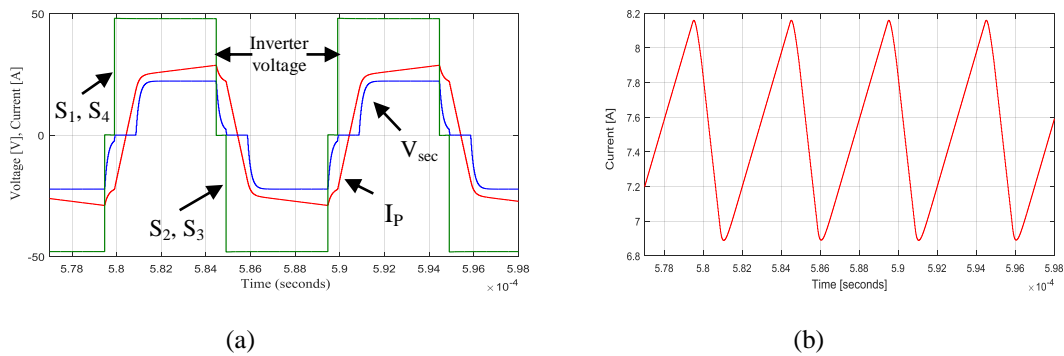 50
0
-50
Voltage [V], Current [A]
Inverter
voltage
S1, S4
S2, S3
Vsec
IP
5.78 5.8 5.82 5.84 5.86 5.88 5.9 5.92 5.94 5.96 5.98
Time (seconds)
× 10-4
(a)
8.2
8
7.8
7.6
7.4
7.2
7
6.8
Current [A]
5.78 5.8 5.82 5.84 5.86 5.88 5.9 5.92 5.94 5.96 5.98
Time [seconds]
× 10-4
(b)